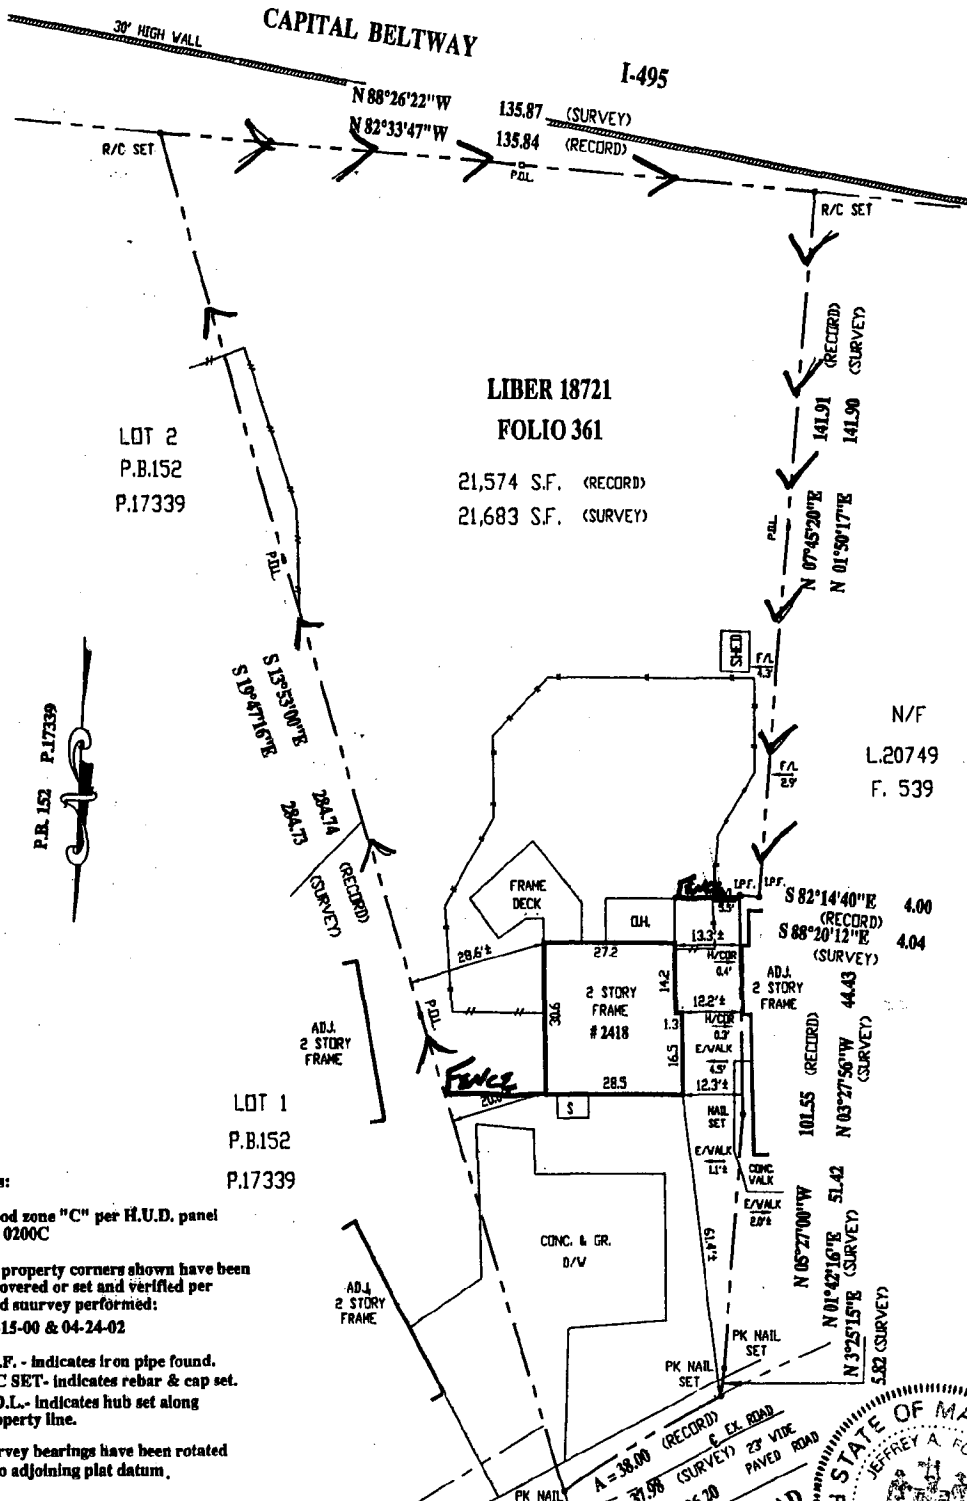 CAPITAL BELTWAY
30' HIGH WALL
I-495
N 88°26'22"W 135.87 (SURVEY)
N 82°33'47"W 135.84 (RECORD)
R/C SET
P.O.L.
R/C SET
LIBER 18721
FOLIO 361
21,574 S.F. (RECORD)
21,683 S.F. (SURVEY)
LOT 2
P.B.152
P.17339
N 07°45'20"E 141.91 (RECORD)
N 01°50'17"E 141.90 (SURVEY)
P.O.L.
P.O.L.
S 13°53'00"E 284.74 (RECORD)
S 19°47'16"E 284.73 (SURVEY)
P.B. 152 P.17339
SHED
F/L
4.3'
N/F
L.20749
F. 539
F/L
2.9'
FRAME
DECK
O.H.
FENCE
5.5'
I.P.F.
I.P.F.
S 82°14'40"E 4.00
(RECORD)
S 88°20'12"E 4.04
(SURVEY)
28.6'±
27.2
13.3'±
H/COR
0.4'
14.2
30.6
2 STORY
FRAME
# 2418
12.2'±
1.3
H/COR
0.3'
E/WALK
4.5'
16.5
12.3'±
28.5
ADJ.
2 STORY
FRAME
P.O.L.
ADJ.
2 STORY
FRAME
FENCE
S
NAIL
SET
E/WALK
1.1'±
CONC.
WALK
E/WALK
2.0'±
LOT 1
P.B.152
P.17339
N 05°27'00"W 101.55 (RECORD)
N 03°27'56"W 44.43
(SURVEY)
N 01°42'16"E 51.42
(SURVEY)
N 3°25'15"E
5.82 (SURVEY)
CONC. & GR.
D/W
61.4'±
ADJ.
2 STORY
FRAME
PK NAIL
SET
PK NAIL
SET
PK NAIL
A = 38.00 (RECORD)
37.98 (SURVEY)
₠ EX. ROAD
23' WIDE
PAVED ROAD
s:
od zone "C" per H.U.D. panel
0200C
property corners shown have been
overed or set and verified per
d suurvey performed:
-15-00 & 04-24-02
.F. - indicates iron pipe found.
C SET- indicates rebar & cap set.
O.L.- indicates hub set along
operty line.
rvey bearings have been rotated
o adjoining plat datum.
STATE OF MA
JEFFREY A. FO